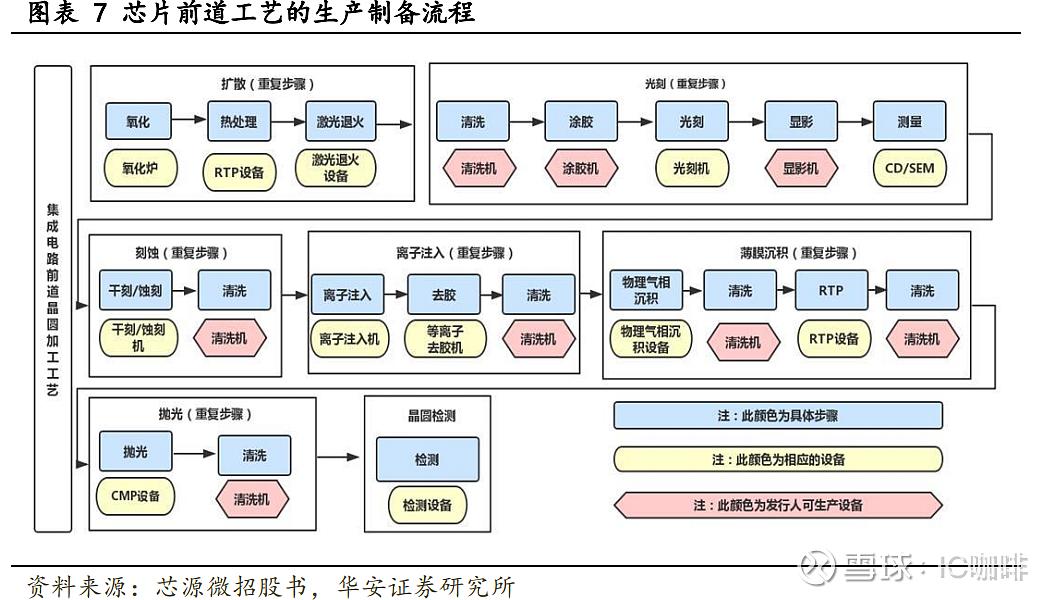 图表 7 芯片前道工艺的生产制备流程
集成电路前道晶圆加工工艺
扩散（重复步骤）
氧化
热处理
激光退火
氧化炉
RTP设备
激光退火
设备
光刻（重复步骤）
清洗
涂胶
光刻
显影
测量
清洗机
涂胶机
光刻机
显影机
CD/SEM
刻蚀（重复步骤）
干刻/蚀刻
清洗
干刻/蚀刻
机
清洗机
离子注入（重复步骤）
离子注入
去胶
清洗
离子注入机
等离子
去胶机
清洗机
薄膜沉积（重复步骤）
物理气相
沉积
清洗
RTP
清洗
物理气相沉
积设备
清洗机
RTP设备
清洗机
抛光（重复步骤）
抛光
清洗
CMP设备
清洗机
晶圆检测
检测
检测设备
注：此颜色为具体步骤
注：此颜色为相应的设备
注：此颜色为发行人可生产设备
资料来源：芯源微招股书，华安证券研究所
雪球：IC咖啡